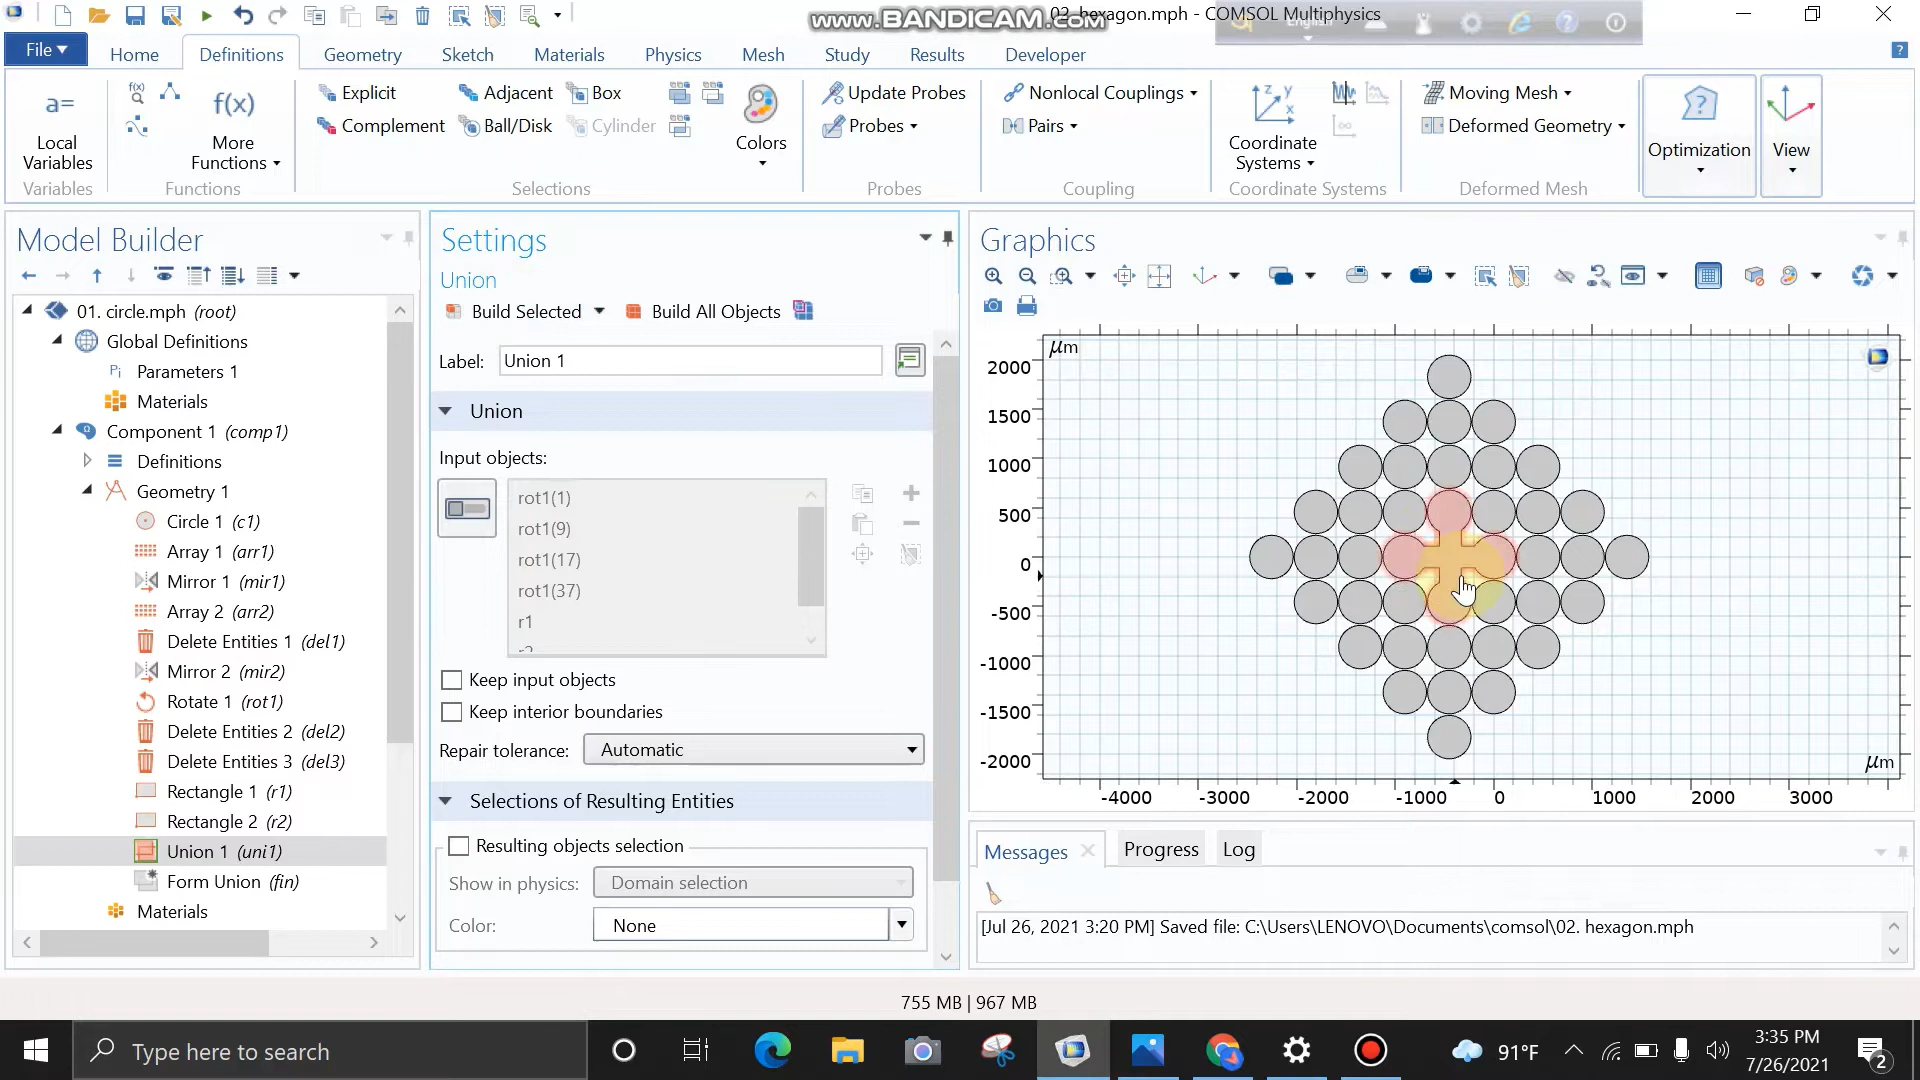 www.BANDICAM.com
02. hexagon.mph - COMSOL Multiphysics
English
File
Home
Definitions
Geometry
Sketch
Materials
Physics
Mesh
Study
Results
Developer
a=
Local
Variables
Variables
f(x)
f(x)
More
Functions
Functions
Explicit
Complement
Adjacent
Ball/Disk
Box
Cylinder
Selections
Colors
Update Probes
Probes
Probes
Nonlocal Couplings
Pairs
Coupling
z y
x
Coordinate
Systems
Coordinate Systems
Moving Mesh
Deformed Geometry
Deformed Mesh
Optimization
View
Model Builder
01. circle.mph (root)
Global Definitions
Pi Parameters 1
Materials
Component 1 (comp1)
Definitions
Geometry 1
Circle 1 (c1)
Array 1 (arr1)
Mirror 1 (mir1)
Array 2 (arr2)
Delete Entities 1 (del1)
Mirror 2 (mir2)
Rotate 1 (rot1)
Delete Entities 2 (del2)
Delete Entities 3 (del3)
Rectangle 1 (r1)
Rectangle 2 (r2)
Union 1 (uni1)
Form Union (fin)
Materials
Settings
Union
Build Selected
Build All Objects
Label: Union 1
Union
Input objects:
rot1(1)
rot1(9)
rot1(17)
rot1(37)
r1
r2
Keep input objects
Keep interior boundaries
Repair tolerance: Automatic
Selections of Resulting Entities
Resulting objects selection
Show in physics: Domain selection
Color: None
Graphics
μm
2000
1500
1000
500
0
-500
-1000
-1500
-2000
μm
-4000 -3000 -2000 -1000 0 1000 2000 3000
Messages
Progress
Log
[Jul 26, 2021 3:20 PM] Saved file: C:\Users\LENOVO\Documents\comsol\02. hexagon.mph
755 MB | 967 MB
Type here to search
91°F
3:35 PM
7/26/2021
2